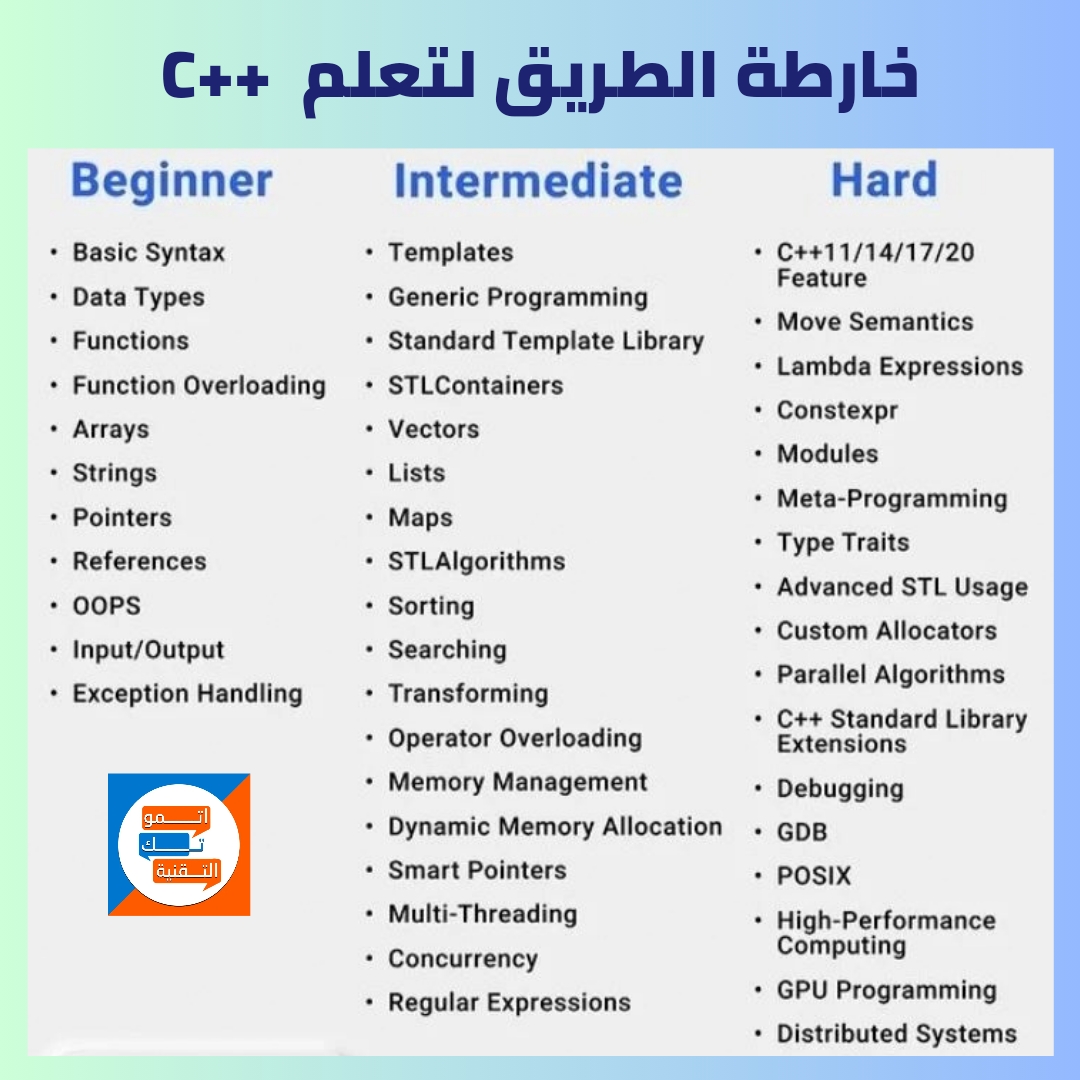 خارطة الطريق لتعلم C++
Beginner
• Basic Syntax
• Data Types
• Functions
• Function Overloading
• Arrays
• Strings
• Pointers
• References
• OOPS
• Input/Output
• Exception Handling
اتمو
تك
التقنية
Intermediate
• Templates
• Generic Programming
• Standard Template Library
• STLContainers
• Vectors
• Lists
• Maps
• STLAlgorithms
• Sorting
• Searching
• Transforming
• Operator Overloading
• Memory Management
• Dynamic Memory Allocation
• Smart Pointers
• Multi-Threading
• Concurrency
• Regular Expressions
Hard
• C++11/14/17/20
Feature
• Move Semantics
• Lambda Expressions
• Constexpr
• Modules
• Meta-Programming
• Type Traits
• Advanced STL Usage
• Custom Allocators
• Parallel Algorithms
• C++ Standard Library
Extensions
• Debugging
• GDB
• POSIX
• High-Performance
Computing
• GPU Programming
• Distributed Systems